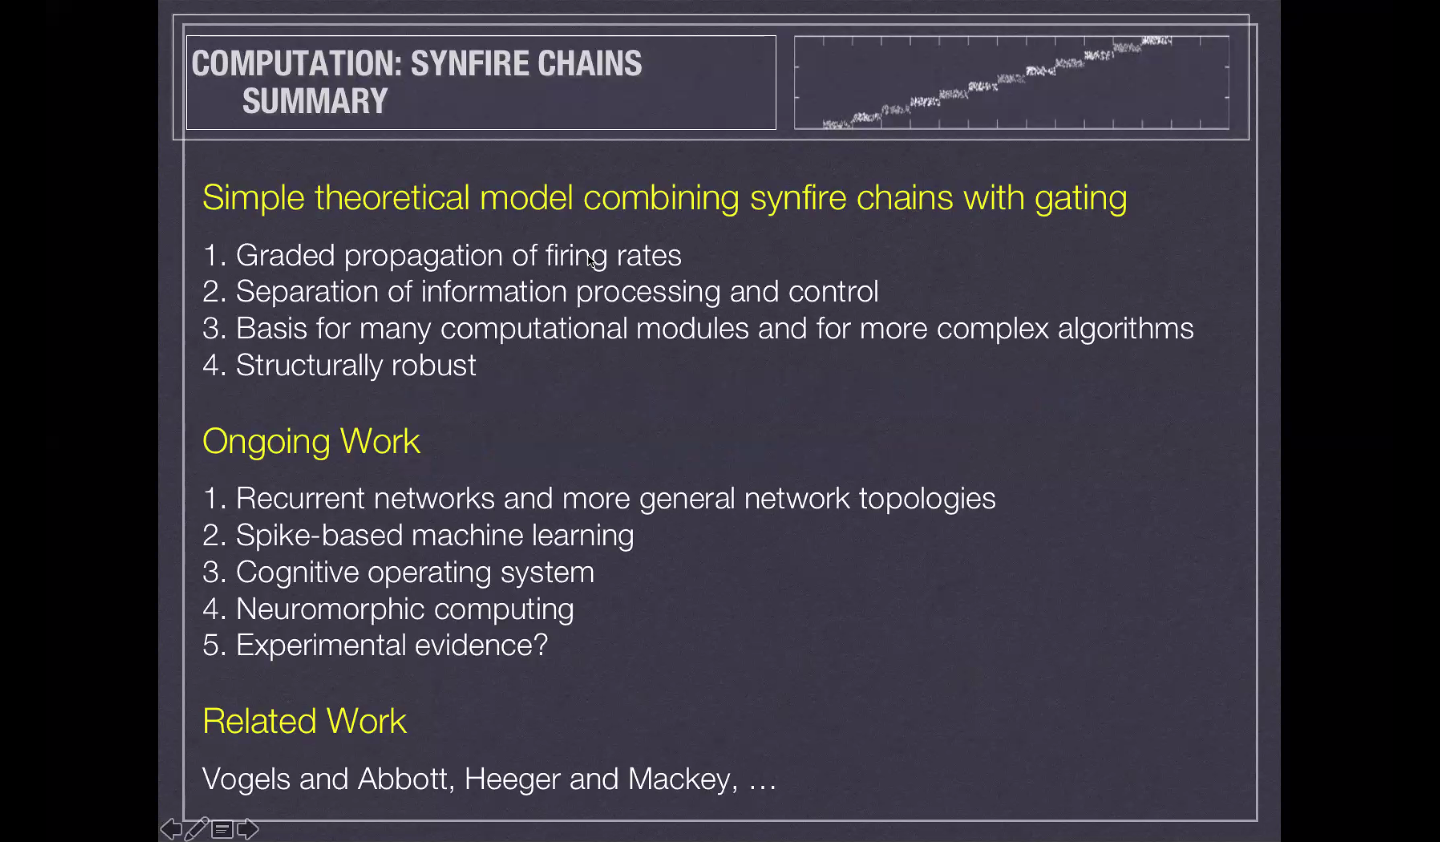 COMPUTATION: SYNFIRE CHAINS
SUMMARY
Simple theoretical model combining synfire chains with gating
1. Graded propagation of firing rates
2. Separation of information processing and control
3. Basis for many computational modules and for more complex algorithms
4. Structurally robust
Ongoing Work
1. Recurrent networks and more general network topologies
2. Spike-based machine learning
3. Cognitive operating system
4. Neuromorphic computing
5. Experimental evidence?
Related Work
Vogels and Abbott, Heeger and Mackey, …